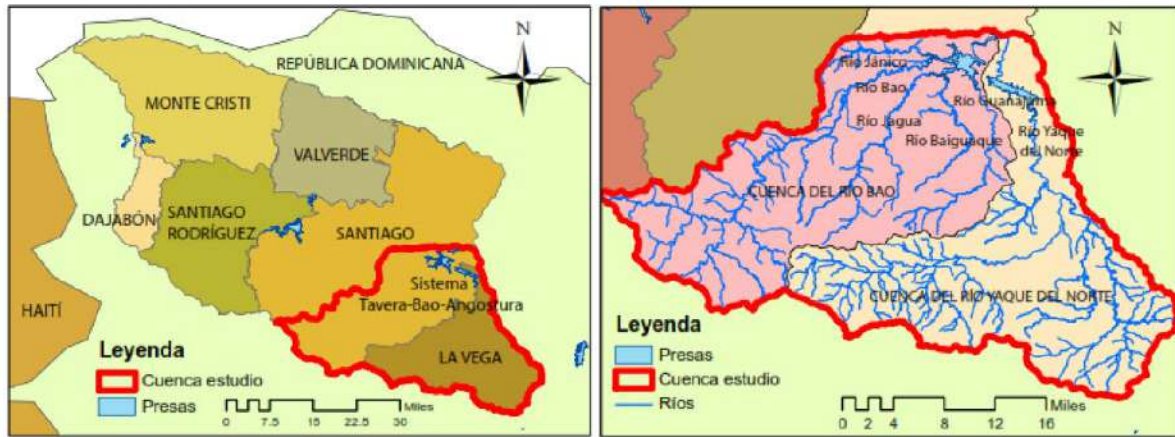 N
REPÚBLICA DOMINICANA
MONTE CRISTI
VALVERDE
DAJABÓN
SANTIAGO
RODRÍGUEZ
SANTIAGO
Sistema
Tavera-Bao-Angostura
HAITÍ
LA VEGA
Leyenda
Cuenca estudio
Presas
Miles
0 7.5 15 22.5 30
N
Río Jánico
Río Bao
Río Guanajuma
Río Jagua
Río Yaque
del Norte
Río Baiguaque
CUENCA DEL RÍO BAO
CUENCA DEL RÍO YAQUE DEL NORTE
Leyenda
Presas
Cuenca estudio
Ríos
Miles
0 2 4 8 12 16